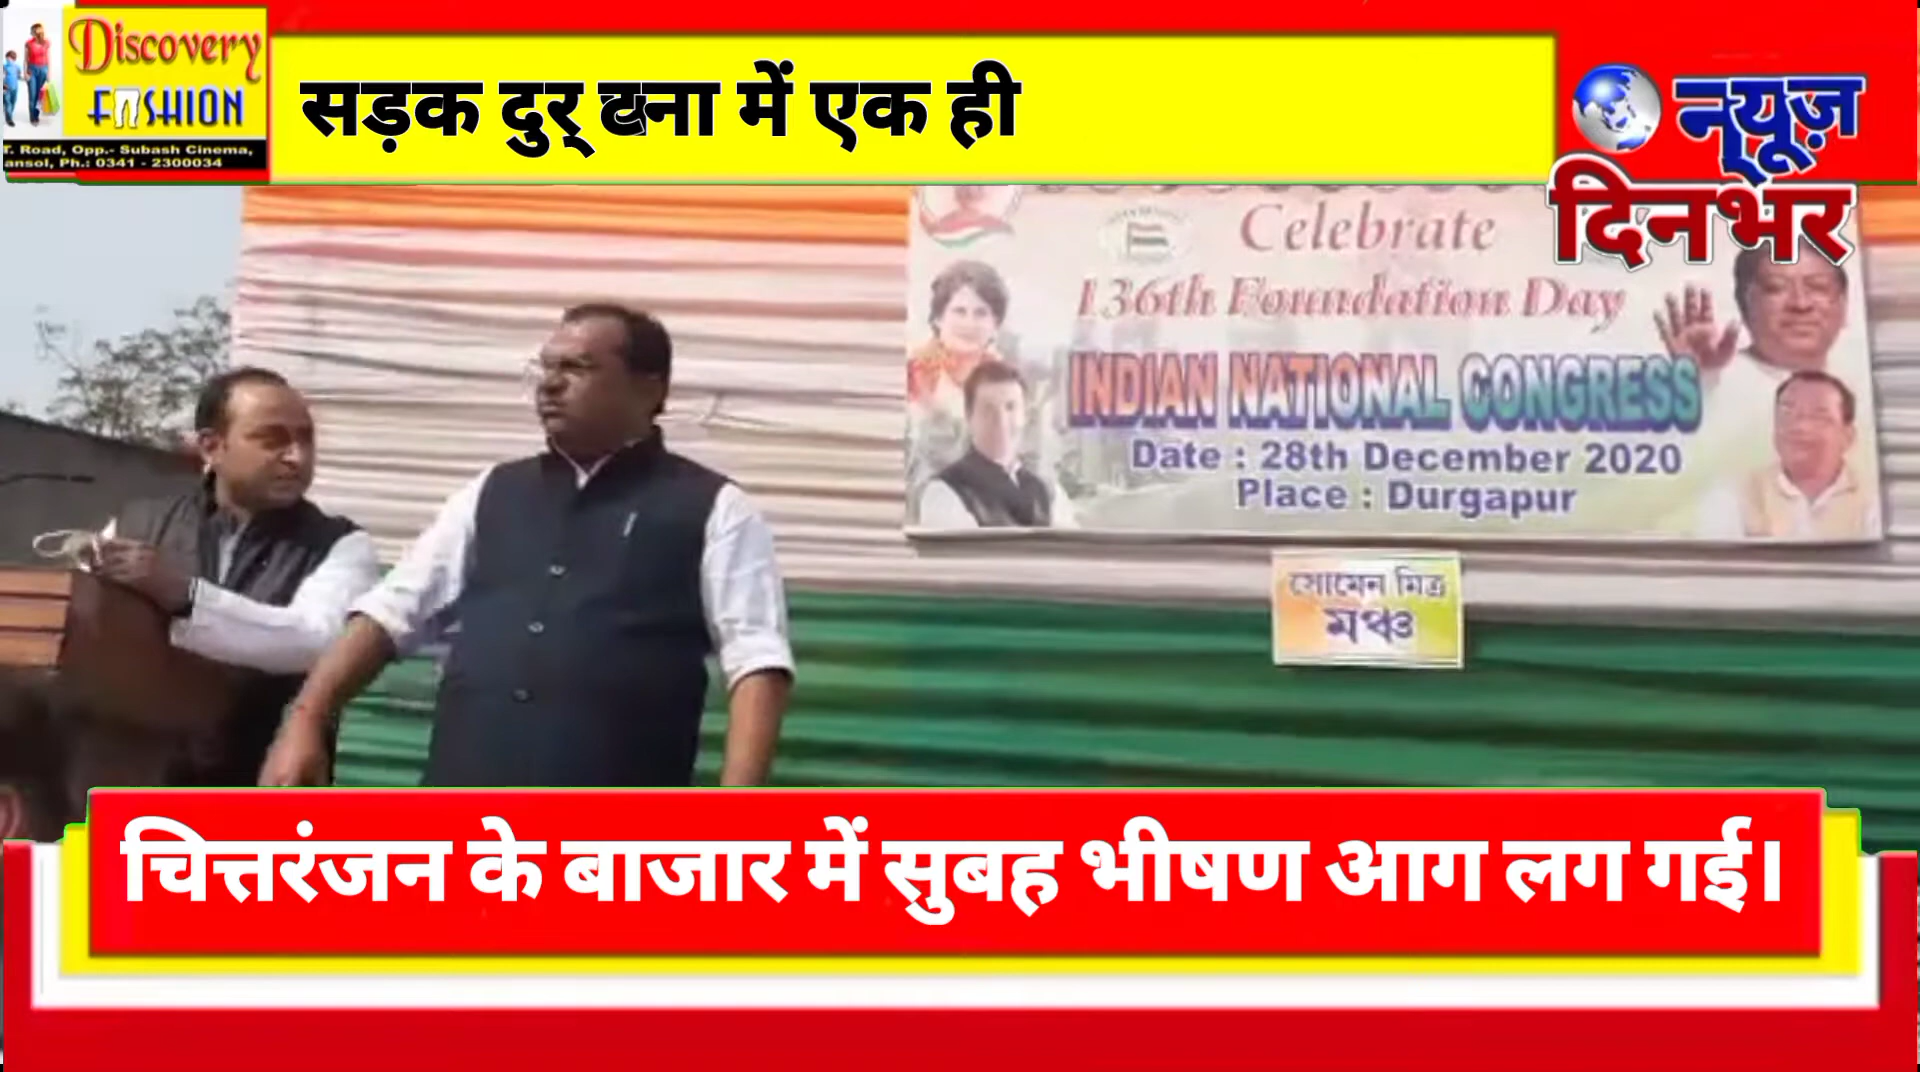 Discovery
FASHION
T. Road, Opp.- Subash Cinema,
ansol, Ph.: 0341 - 2300034
सड़क दुर् टना में एक ही
न्यूज़
दिनभर
Celebrate
136th Foundation Day
INDIAN NATIONAL CONGRESS
Date : 28th December 2020
Place : Durgapur
সোমেন মিত্র
মঞ্চ
चित्तरंजन के बाजार में सुबह भीषण आग लग गई।